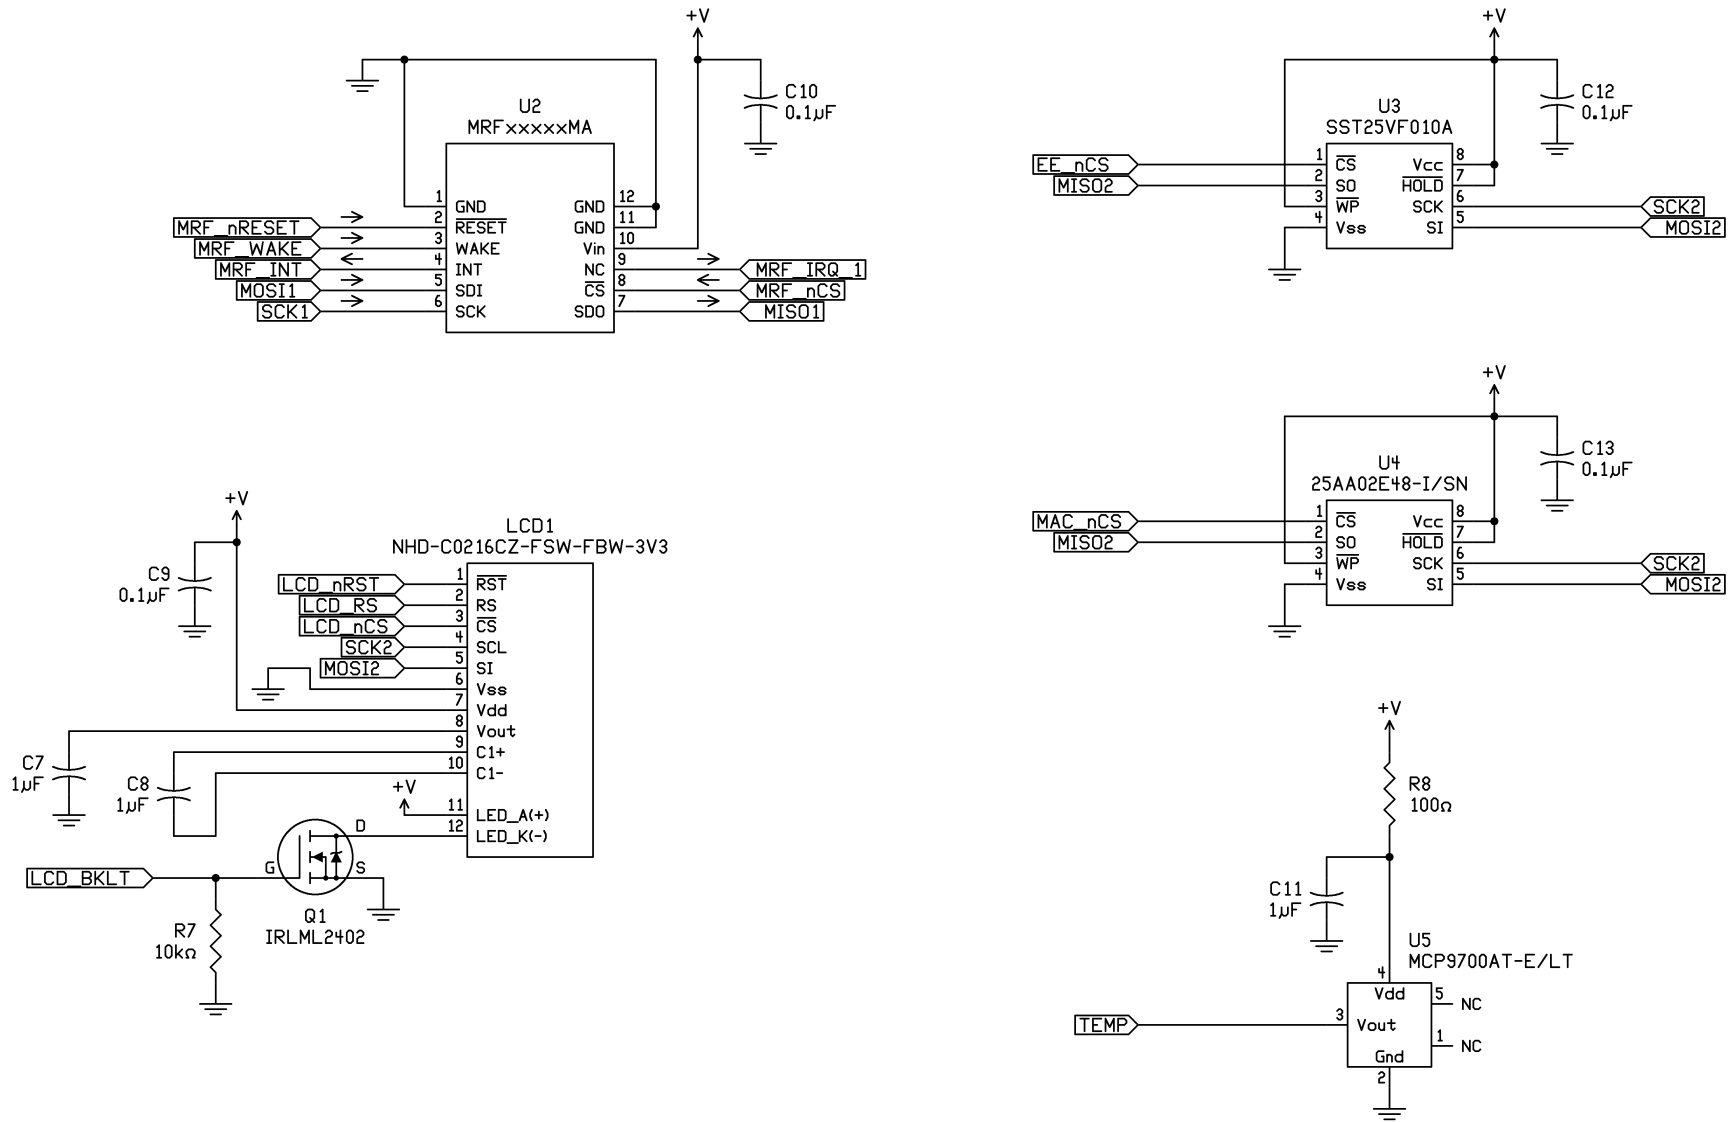 +V
C10
0.1µF
U2
MRFxxxxxMA
1
GND
2
RESET
3
WAKE
4
INT
5
SDI
6
SCK
12
GND
11
GND
10
Vin
9
NC
8
CS
7
SDO
MRF_nRESET
MRF_WAKE
MRF_INT
MOSI1
SCK1
MRF_IRQ_1
MRF_nCS
MISO1
+V
C12
0.1µF
U3
SST25VF010A
EE_nCS
MISO2
1
CS
2
SO
3
WP
4
Vss
8
Vcc
7
HOLD
6
SCK
5
SI
SCK2
MOSI2
+V
C13
0.1µF
U4
25AA02E48-I/SN
MAC_nCS
MISO2
1
CS
2
SO
3
WP
4
Vss
8
Vcc
7
HOLD
6
SCK
5
SI
SCK2
MOSI2
+V
C9
0.1µF
LCD1
NHD-C0216CZ-FSW-FBW-3V3
LCD_nRST
LCD_RS
LCD_nCS
SCK2
MOSI2
1
RST
2
RS
3
CS
4
SCL
5
SI
6
Vss
7
Vdd
8
Vout
9
C1+
10
C1-
11
LED_A(+)
12
LED_K(-)
C7
1µF
C8
1µF
+V
D
G
S
LCD_BKLT
Q1
IRLML2402
R7
10kΩ
+V
R8
100Ω
C11
1µF
U5
MCP9700AT-E/LT
4
Vdd
5
NC
TEMP
3
Vout
1
NC
Gnd
2